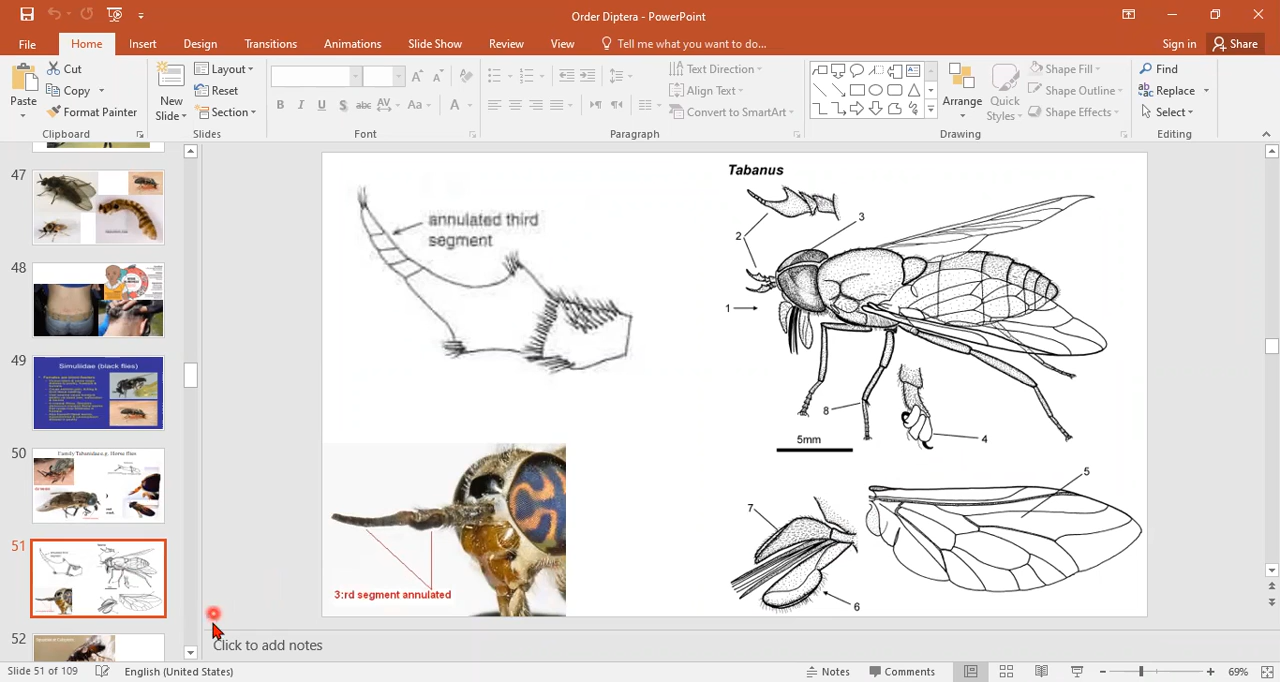 Order Diptera - PowerPoint
File Home Insert Design Transitions Animations Slide Show Review View Tell me what you want to do... Sign in Share
Paste
Cut
Copy
Format Painter
Clipboard
New
Slide
Layout
Reset
Section
Slides
B I U S abc AV Aa A
Font
Text Direction
Align Text
Convert to SmartArt
Paragraph
Arrange
Quick
Styles
Shape Fill
Shape Outline
Shape Effects
Drawing
Find
Replace
Select
Editing
47
48
49
Simuliidae (black flies)
50
Family Tabanidae
51
52
annulated third
segment
3:rd segment annulated
Tabanus
2
3
1
8
4
5mm
5
7
6
Click to add notes
Slide 51 of 109 English (United States) Notes Comments 69%